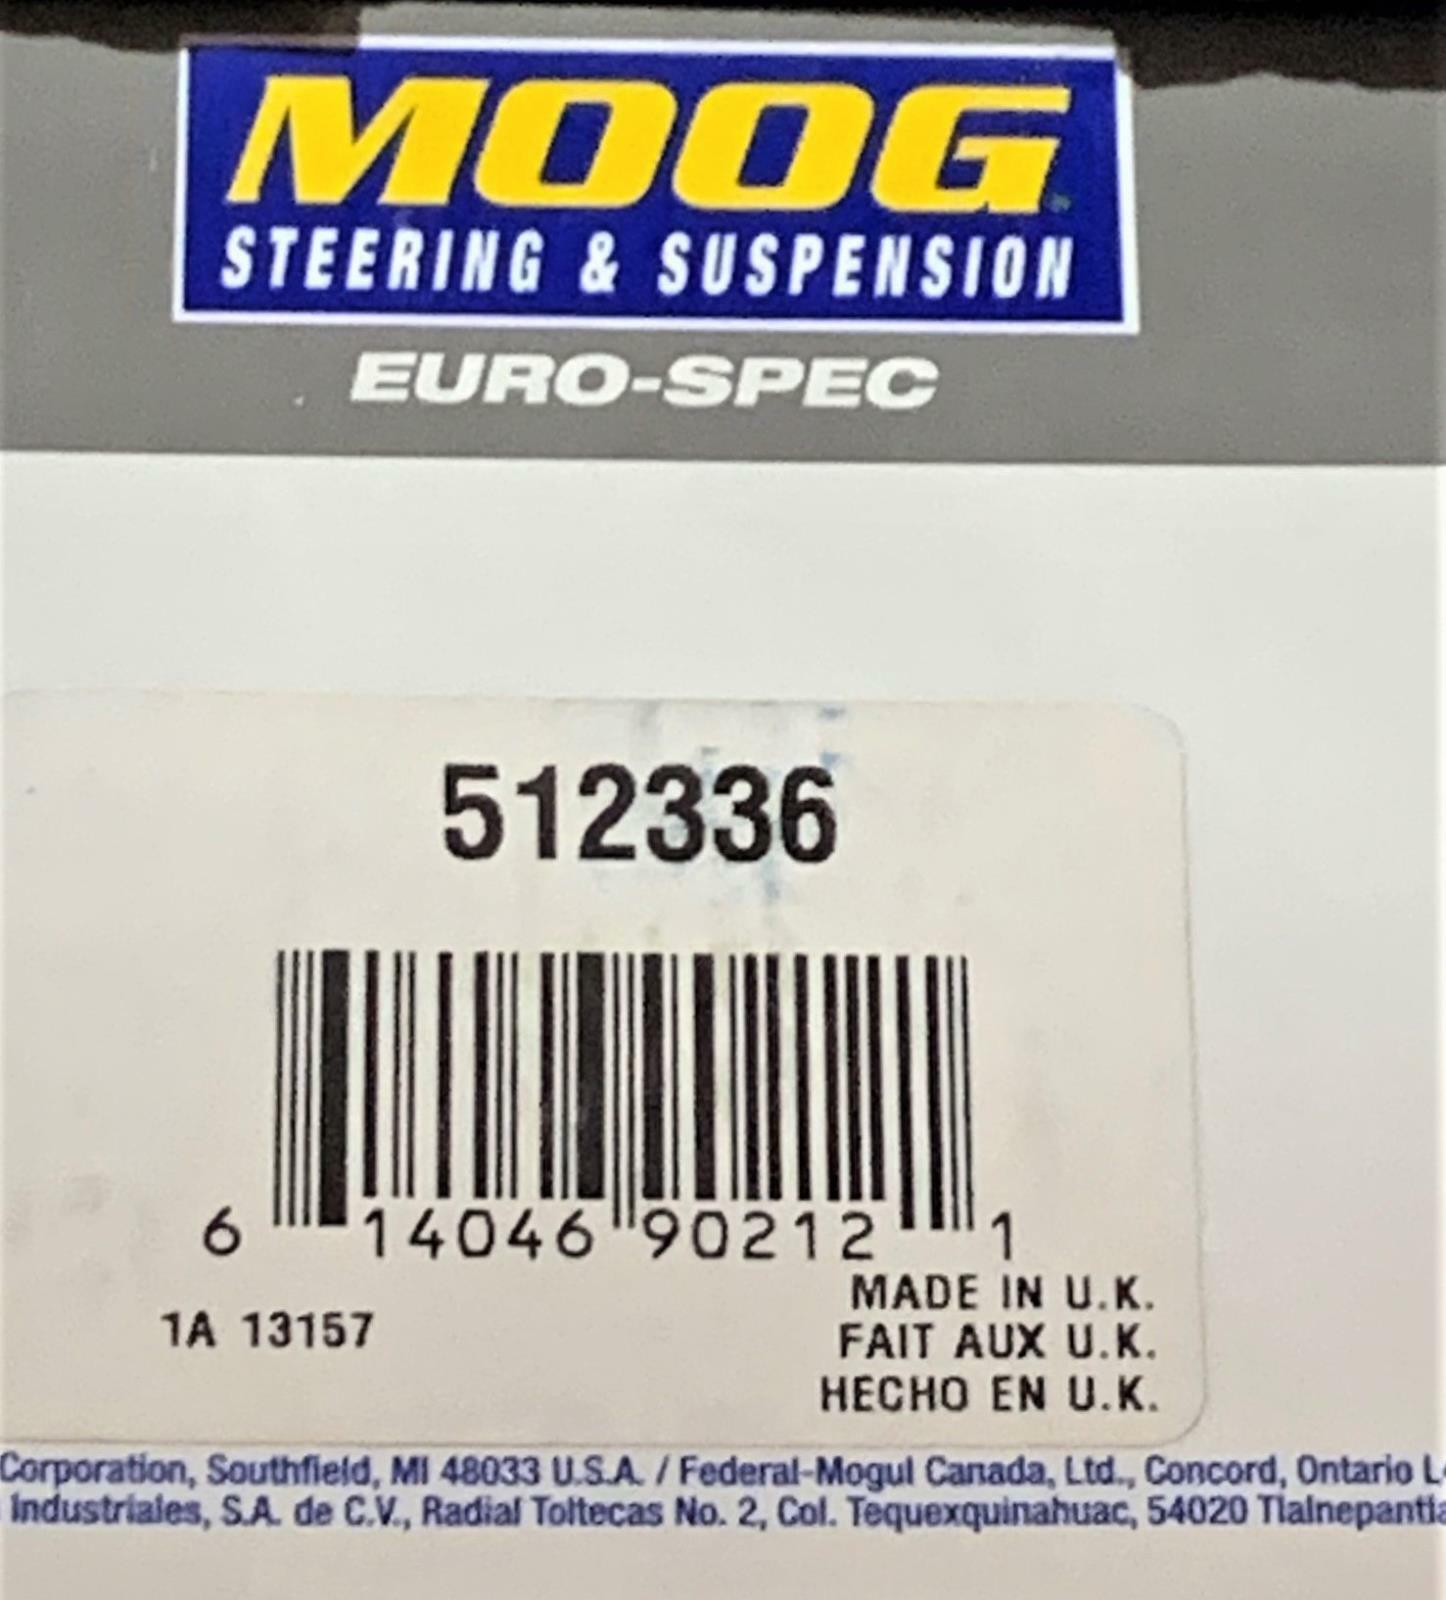 MOOG
STEERING & SUSPENSION
EURO-SPEC
512336
6 14046 90212 1
1A 13157
MADE IN U.K.
FAIT AUX U.K.
HECHO EN U.K.
Corporation, Southfield, MI 48033 U.S.A. / Federal-Mogul Canada, Ltd., Concord, Ontario
Industriales, S.A. de C.V., Radial Toltecas No. 2, Col. Tequexquinahuac, 54020 Tlalnepantla